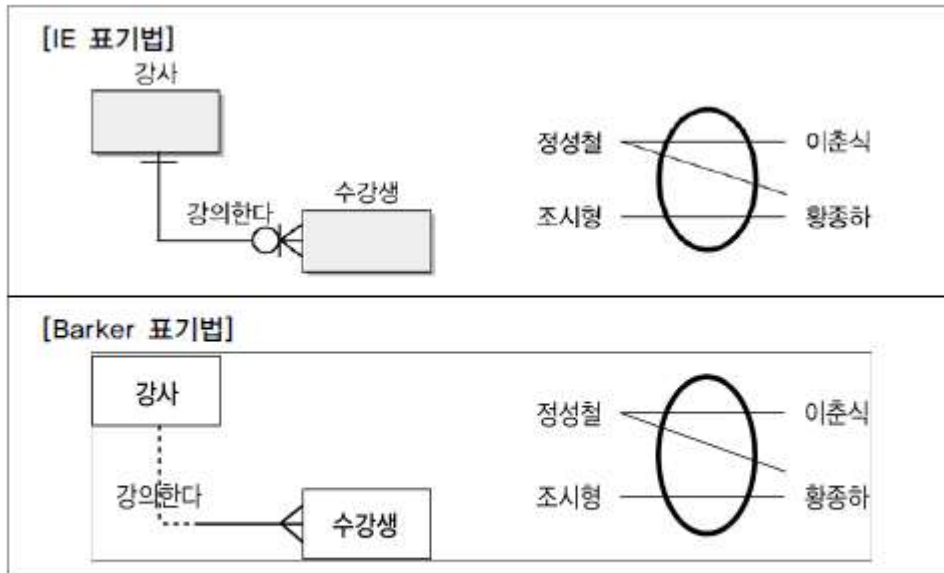 [IE 표기법]
강사
정성철
이춘식
수강생
강의한다
조시형
황종하
[Barker 표기법]
강사
정성철
이춘식
강의한다
조시형
황종하
수강생